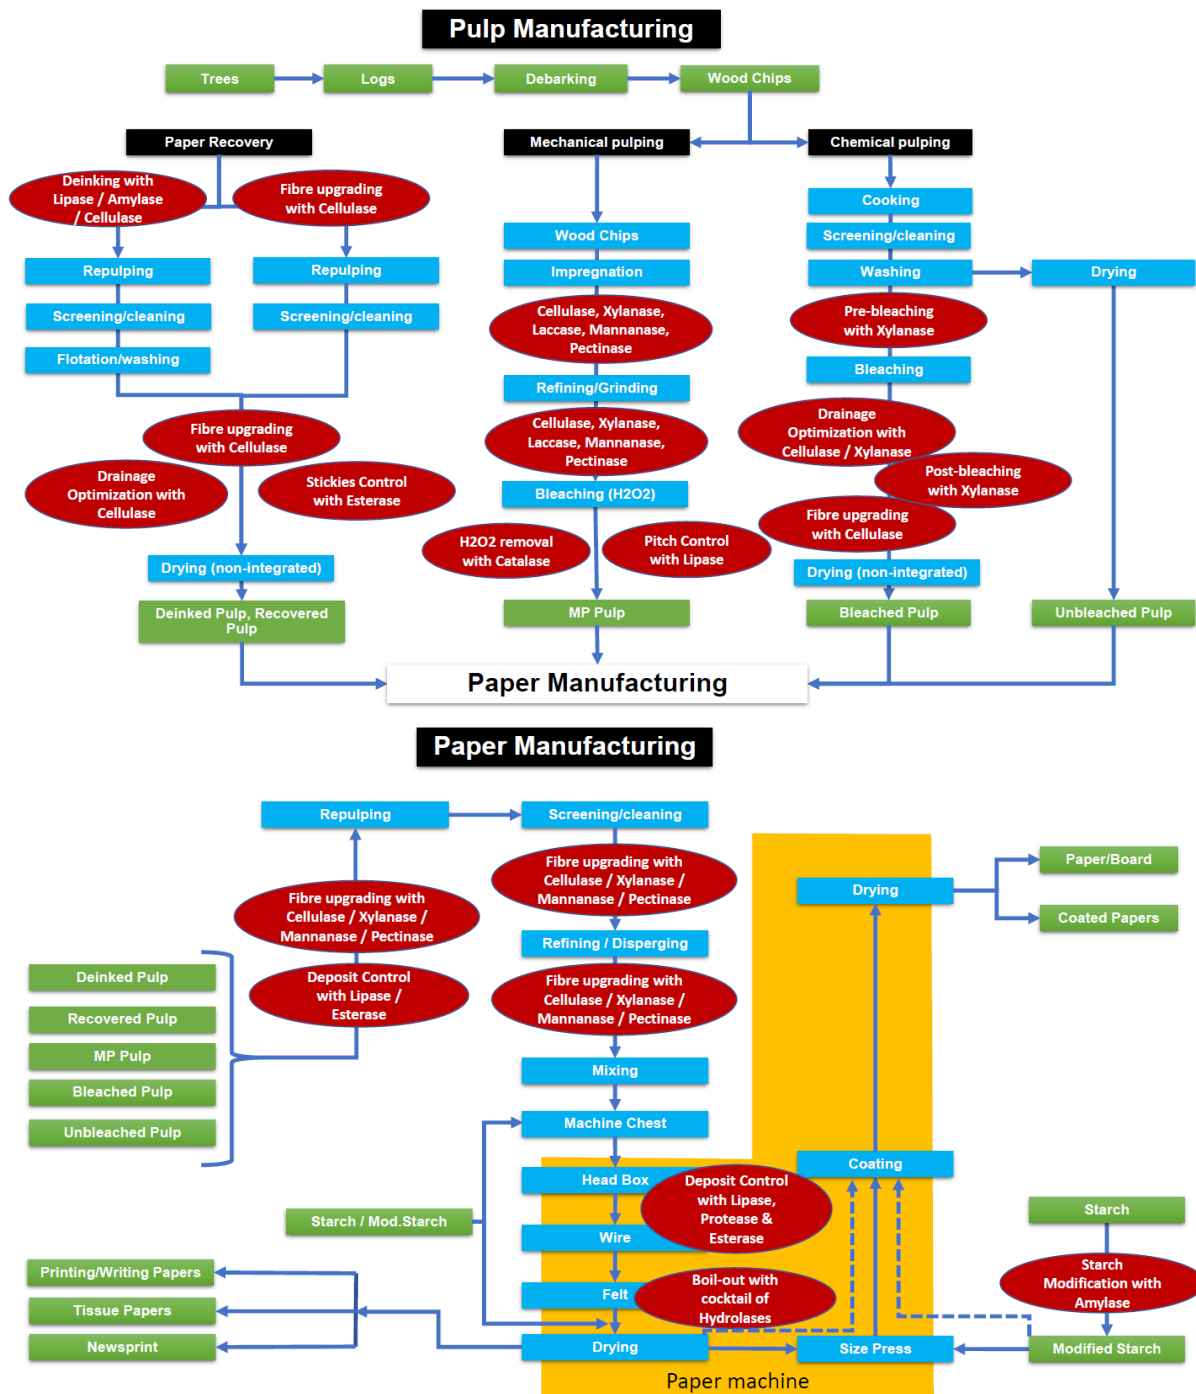 Pulp Manufacturing
Trees
Logs
Debarking
Wood Chips
Paper Recovery
Mechanical pulping
Chemical pulping
Deinking with
Lipase / Amylase
/ Cellulase
Fibre upgrading
with Cellulase
Repulping
Screening/cleaning
Flotation/washing
Repulping
Screening/cleaning
Fibre upgrading
with Cellulase
Drainage
Optimization with
Cellulase
Stickies Control
with Esterase
Drying (non-integrated)
Deinked Pulp, Recovered
Pulp
Wood Chips
Impregnation
Cellulase, Xylanase,
Laccase, Mannanase,
Pectinase
Refining/Grinding
Cellulase, Xylanase,
Laccase, Mannanase,
Pectinase
Bleaching (H2O2)
H2O2 removal
with Catalase
Pitch Control
with Lipase
MP Pulp
Cooking
Screening/cleaning
Washing
Drying
Pre-bleaching
with Xylanase
Bleaching
Drainage
Optimization with
Cellulase / Xylanase
Post-bleaching
with Xylanase
Fibre upgrading
with Cellulase
Drying (non-integrated)
Bleached Pulp
Unbleached Pulp
Paper Manufacturing
Paper Manufacturing
Repulping
Screening/cleaning
Fibre upgrading with
Cellulase / Xylanase /
Mannanase / Pectinase
Deposit Control
with Lipase /
Esterase
Deinked Pulp
Recovered Pulp
MP Pulp
Bleached Pulp
Unbleached Pulp
Fibre upgrading with
Cellulase / Xylanase /
Mannanase / Pectinase
Refining / Disperging
Fibre upgrading with
Cellulase / Xylanase /
Mannanase / Pectinase
Mixing
Machine Chest
Head Box
Deposit Control
with Lipase,
Protease &
Esterase
Wire
Felt
Boil-out with
cocktail of
Hydrolases
Drying
Starch / Mod.Starch
Printing/Writing Papers
Tissue Papers
Newsprint
Drying
Paper/Board
Coated Papers
Coating
Size Press
Starch
Starch
Modification with
Amylase
Modified Starch
Paper machine